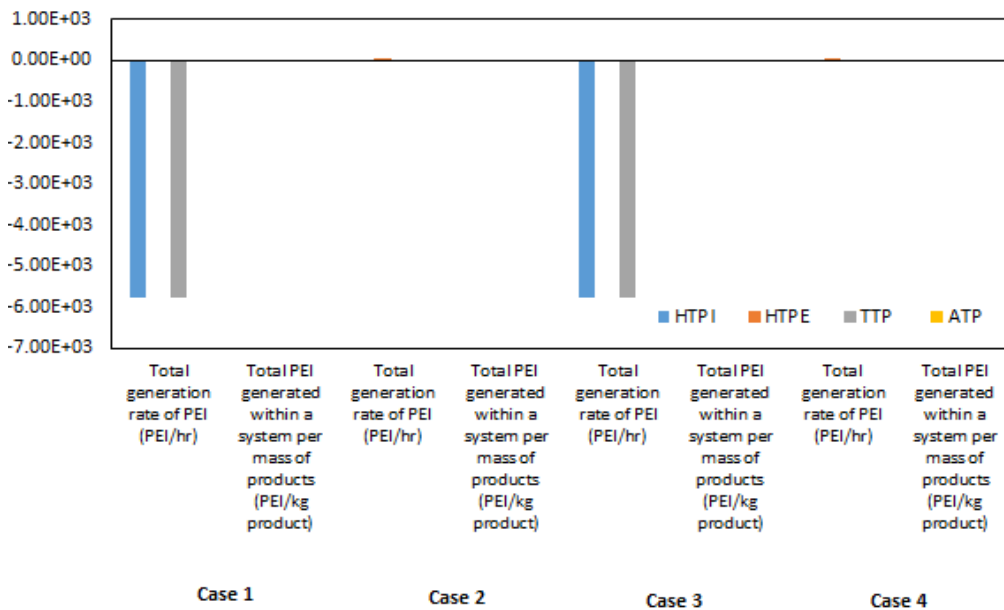 1.00E+03
0.00E+00
-1.00E+03
-2.00E+03
-3.00E+03
-4.00E+03
-5.00E+03
-6.00E+03
-7.00E+03
HTPI HTPE TTP ATP
Total
generation
rate of PEI
(PEI/hr)
Total PEI
generated
within a
system per
mass of
products
(PEI/kg
product)
Total
generation
rate of PEI
(PEI/hr)
Total PEI
generated
within a
system per
mass of
products
(PEI/kg
product)
Total
generation
rate of PEI
(PEI/hr)
Total PEI
generated
within a
system per
mass of
products
(PEI/kg
product)
Total
generation
rate of PEI
(PEI/hr)
Total PEI
generated
within a
system per
mass of
products
(PEI/kg
product)
Case 1
Case 2
Case 3
Case 4